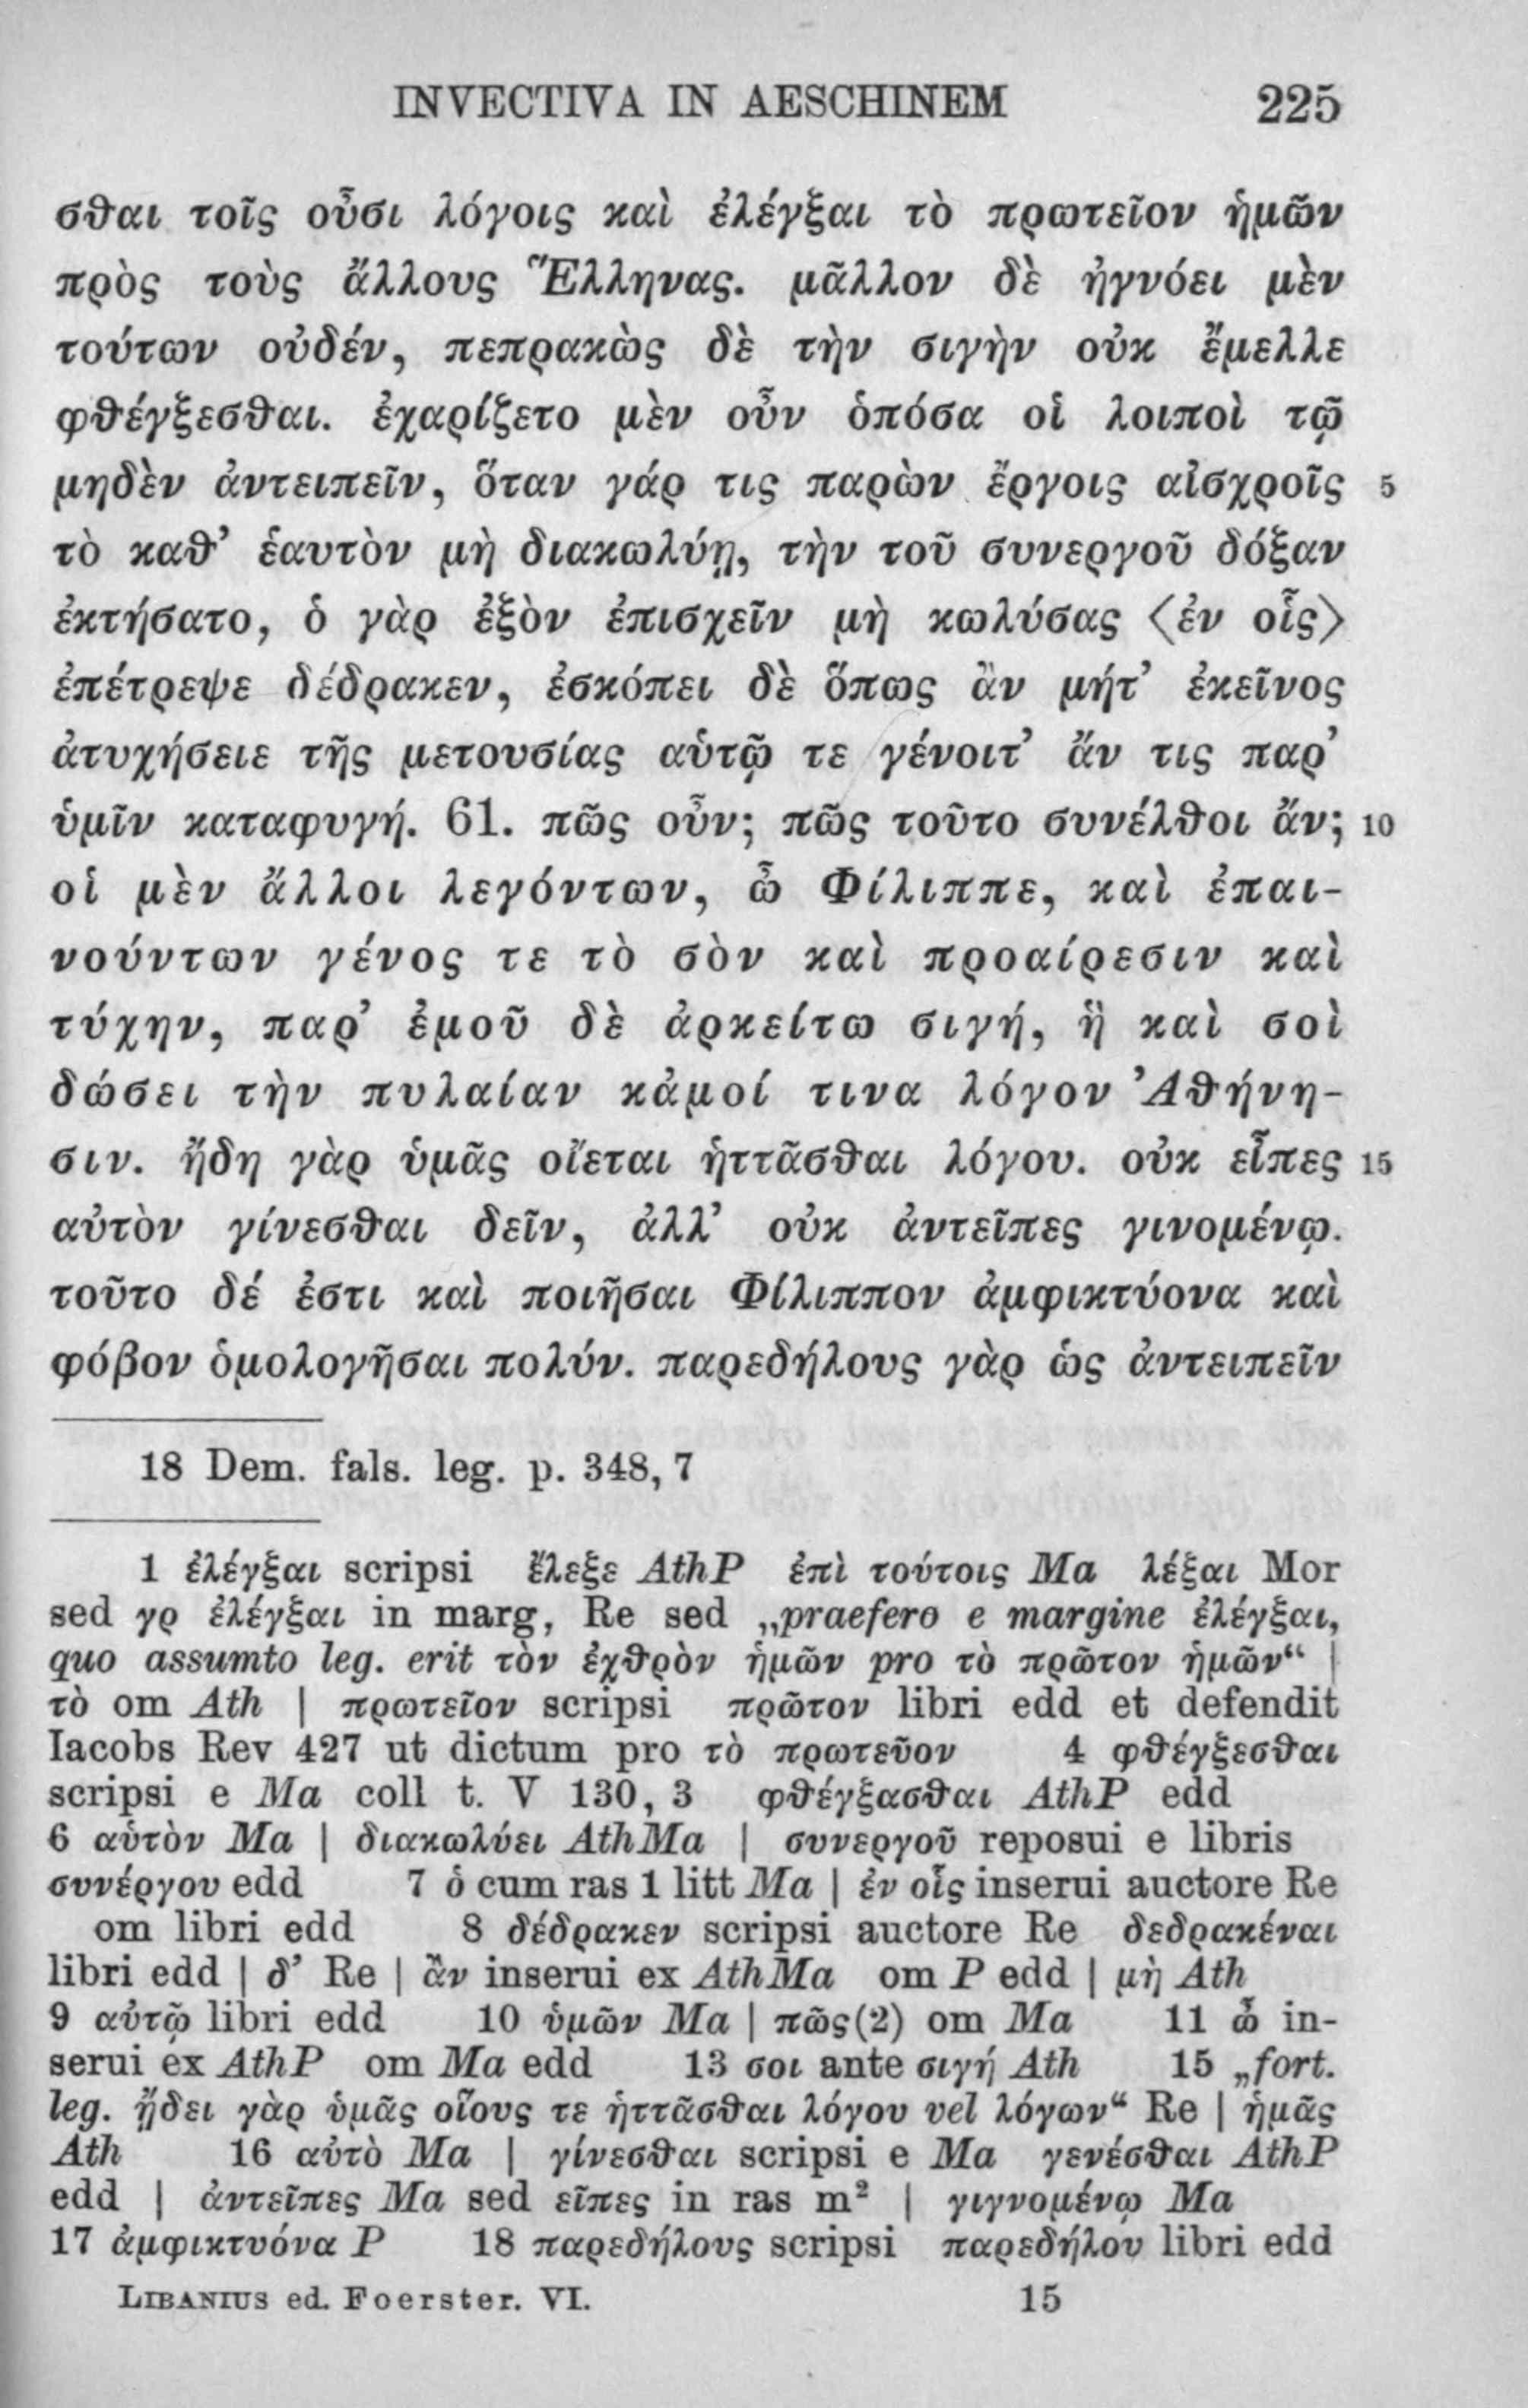 INVECTIVA IN AESCHINEM 225
σθαι τοῖς οὖσι λόγοις καὶ ἐλέγξαι τὸ πρωτεῖον ἡμῶν
πρὸς τοὺς ἄλλους Ἕλληνας. μᾶλλον δὲ ἠγνόει μὲν
τούτων οὐδέν, πεπρακὼς δὲ τὴν σιγὴν οὐκ ἔμελλε
φθέγξεσθαι. ἐχαρίζετο μὲν οὖν ὁπόσα οἱ λοιποὶ τῷ
μηδὲν ἀντειπεῖν, ὅταν γάρ τις παρὼν ἔργοις αἰσχροῖς 5
τὸ καθ’ ἑαυτὸν μὴ διακωλύῃ, τὴν τοῦ συνεργοῦ δόξαν
ἐκτήσατο, ὁ γὰρ ἐξὸν ἐπισχεῖν μὴ κωλύσας ⟨ἐν οἷς⟩
ἐπέτρεψε δέδρακεν, ἐσκόπει δὲ ὅπως ἂν μήτ’ ἐκεῖνος
ἀτυχήσειε τῆς μετουσίας αὑτῷ τε γένοιτ’ ἄν τις παρ’
ὑμῖν καταφυγή. 61. πῶς οὖν; πῶς τοῦτο συνέλθοι ἄν; 10
οἱ μὲν ἄλλοι λεγόντων, ὦ Φίλιππε, καὶ ἐπαι-
νούντων γένος τε τὸ σὸν καὶ προαίρεσιν καὶ
τύχην, παρ’ ἐμοῦ δὲ ἀρκείτω σιγή, ἣ καὶ σοὶ
δώσει τὴν πυλαίαν κἀμοί τινα λόγον Ἀθήνη-
σιν. ἤδη γὰρ ὑμᾶς οἴεται ἡττᾶσθαι λόγου. οὐκ εἶπες 15
αὐτὸν γίνεσθαι δεῖν, ἀλλ’ οὐκ ἀντεῖπες γινομένῳ.
τοῦτο δέ ἐστι καὶ ποιῆσαι Φίλιππον ἀμφικτύονα καὶ
φόβον ὁμολογῆσαι πολύν. παρεδήλους γὰρ ὡς ἀντειπεῖν
18 Dem. fals. leg. p. 348, 7
1 ἐλέγξαι scripsi ἔλεξε AthP ἐπὶ τούτοις Ma λέξαι Mor
sed γρ ἐλέγξαι in marg, Re sed „praefero e margine ἐλέγξαι,
quo assumto leg. erit τὸν ἐχθρὸν ἡμῶν pro τὸ πρῶτον ἡμῶν“ |
τὸ om Ath | πρωτεῖον scripsi πρῶτον libri edd et defendit
Iacobs Rev 427 ut dictum pro τὸ πρωτεῦον 4 φθέγξεσθαι
scripsi e Ma coll t. V 130, 3 φθέγξασθαι AthP edd
6 αὑτὸν Ma | διακωλύει AthMa | συνεργοῦ reposui e libris
συνέργου edd 7 ὁ cum ras 1 litt Ma | ἐν οἷς inserui auctore Re
om libri edd 8 δέδρακεν scripsi auctore Re δεδρακέναι
libri edd | δ’ Re | ἂν inserui ex AthMa om P edd | μὴ Ath
9 αὐτῷ libri edd 10 ὑμῶν Ma | πῶς(2) om Ma 11 ὦ in-
serui ex AthP om Ma edd 13 σοι ante σιγή Ath 15 „fort.
leg. ᾔδει γὰρ ὑμᾶς οἵους τε ἡττᾶσθαι λόγου vel λόγων“ Re | ἡμᾶς
Ath 16 αὐτὸ Ma | γίνεσθαι scripsi e Ma γενέσθαι AthP
edd | ἀντεῖπες Ma sed εῖπες in ras m² | γιγνομένῳ Ma
17 ἀμφικτυόνα P 18 παρεδήλους scripsi παρεδήλου libri edd
LIBANIUS ed. Foerster. VI. 15